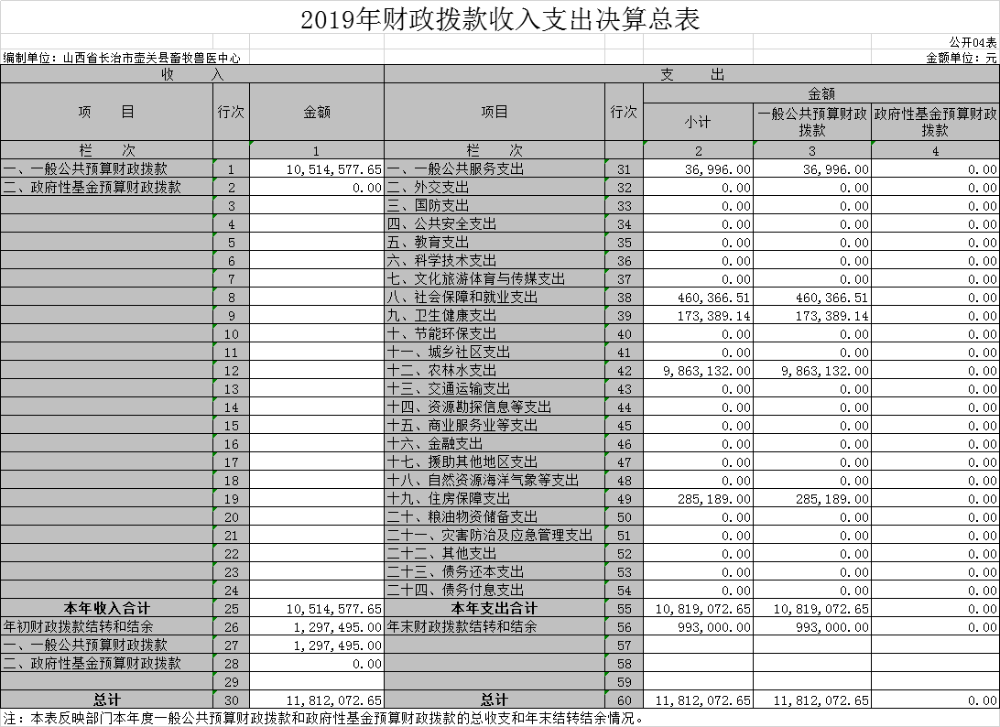 2019年财政拨款收入支出决算总表
公开04表
编制单位：山西省长治市壶关县畜牧兽医中心 金额单位：元
收 入 支 出
项 目 行次 金额 项目 行次 金额
小计 一般公共预算财政拨款 政府性基金预算财政拨款
栏 次 1 栏 次 2 3 4
一、一般公共预算财政拨款 1 10,514,577.65 一、一般公共服务支出 31 36,996.00 36,996.00 0.00
二、政府性基金预算财政拨款 2 0.00 二、外交支出 32 0.00 0.00 0.00
3 三、国防支出 33 0.00 0.00 0.00
4 四、公共安全支出 34 0.00 0.00 0.00
5 五、教育支出 35 0.00 0.00 0.00
6 六、科学技术支出 36 0.00 0.00 0.00
7 七、文化旅游体育与传媒支出 37 0.00 0.00 0.00
8 八、社会保障和就业支出 38 460,366.51 460,366.51 0.00
9 九、卫生健康支出 39 173,389.14 173,389.14 0.00
10 十、节能环保支出 40 0.00 0.00 0.00
11 十一、城乡社区支出 41 0.00 0.00 0.00
12 十二、农林水支出 42 9,863,132.00 9,863,132.00 0.00
13 十三、交通运输支出 43 0.00 0.00 0.00
14 十四、资源勘探信息等支出 44 0.00 0.00 0.00
15 十五、商业服务业等支出 45 0.00 0.00 0.00
16 十六、金融支出 46 0.00 0.00 0.00
17 十七、援助其他地区支出 47 0.00 0.00 0.00
18 十八、自然资源海洋气象等支出 48 0.00 0.00 0.00
19 十九、住房保障支出 49 285,189.00 285,189.00 0.00
20 二十、粮油物资储备支出 50 0.00 0.00 0.00
21 二十一、灾害防治及应急管理支出 51 0.00 0.00 0.00
22 二十二、其他支出 52 0.00 0.00 0.00
23 二十三、债务还本支出 53 0.00 0.00 0.00
24 二十四、债务付息支出 54 0.00 0.00 0.00
本年收入合计 25 10,514,577.65 本年支出合计 55 10,819,072.65 10,819,072.65 0.00
年初财政拨款结转和结余 26 1,297,495.00 年末财政拨款结转和结余 56 993,000.00 993,000.00 0.00
一、一般公共预算财政拨款 27 1,297,495.00 57
二、政府性基金预算财政拨款 28 0.00 58
29 59
总计 30 11,812,072.65 总计 60 11,812,072.65 11,812,072.65 0.00
注：本表反映部门本年度一般公共预算财政拨款和政府性基金预算财政拨款的总收支和年末结转结余情况。